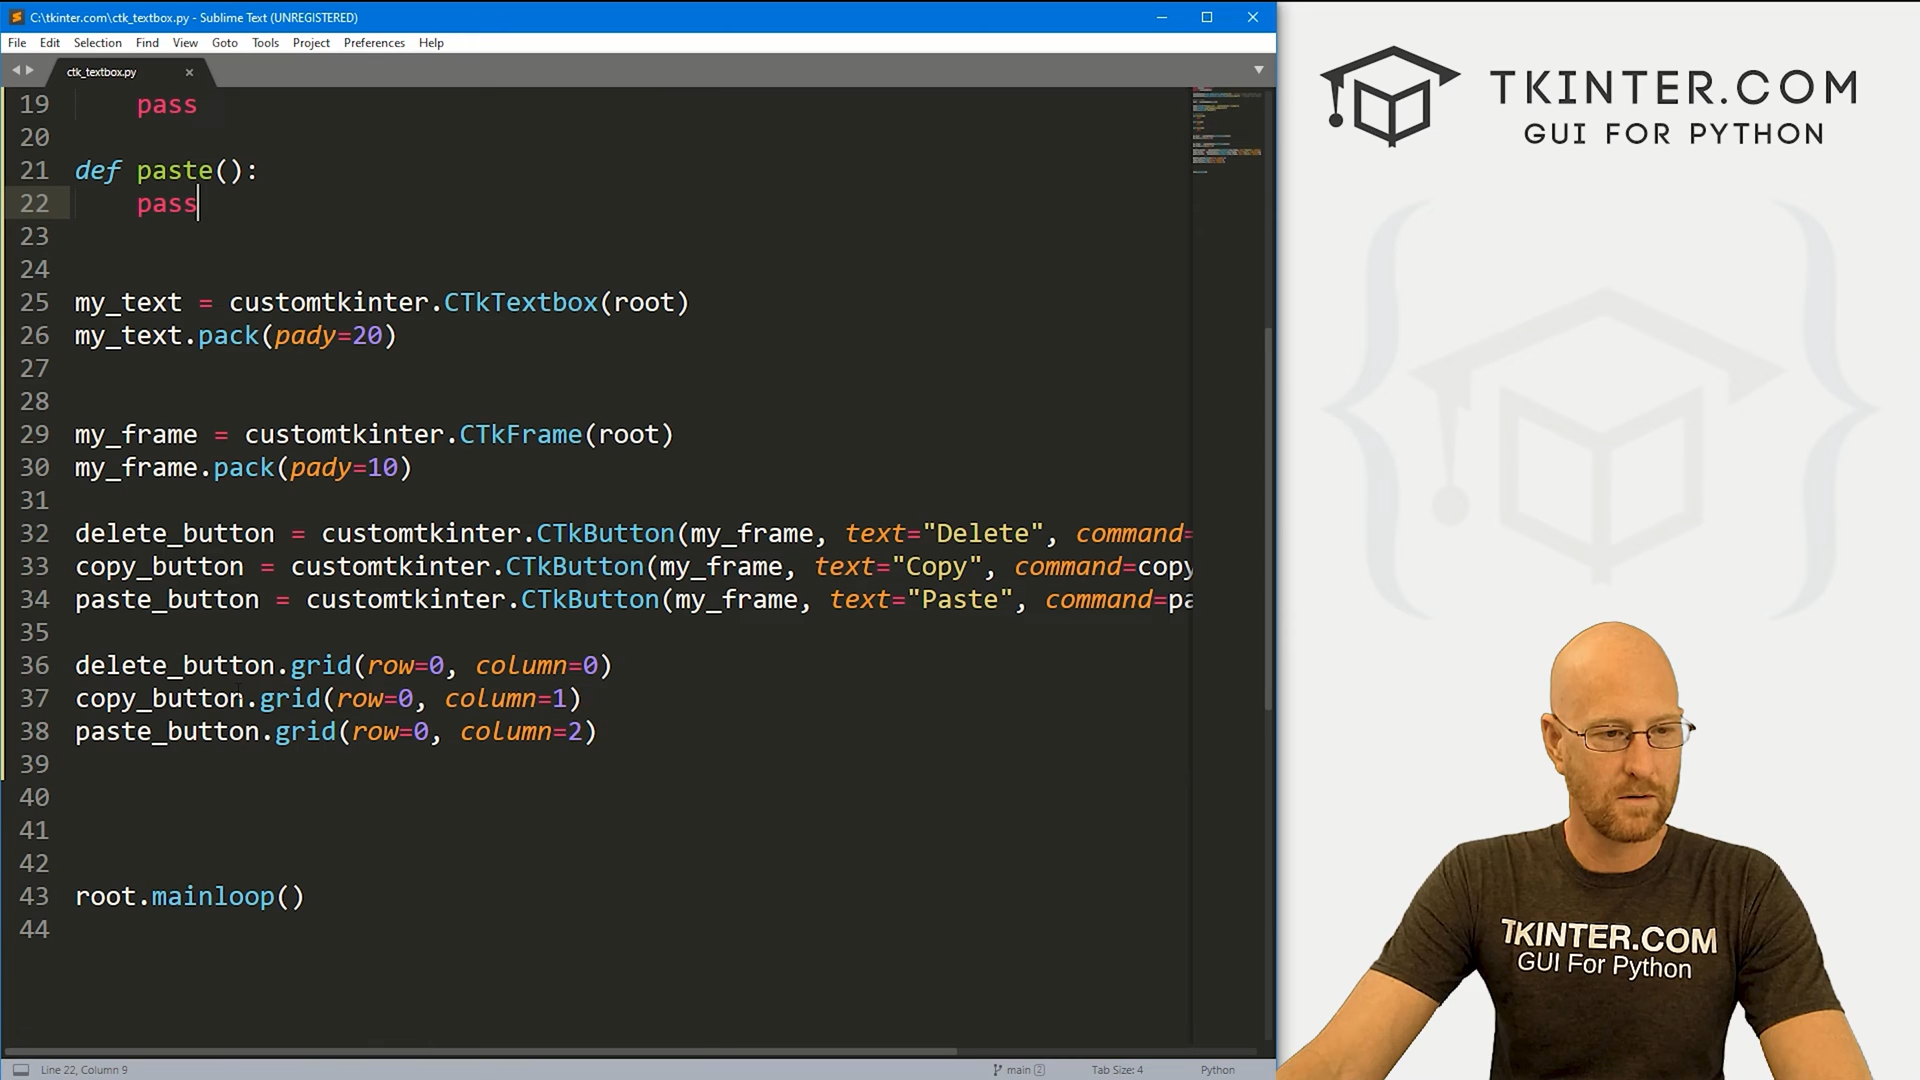 C:\tkinter.com\ctk_textbox.py - Sublime Text (UNREGISTERED)
File Edit Selection Find View Goto Tools Project Preferences Help
ctk_textbox.py
19 pass
20
21 def paste():
22 pass
23
24
25 my_text = customtkinter.CTkTextbox(root)
26 my_text.pack(pady=20)
27
28
29 my_frame = customtkinter.CTkFrame(root)
30 my_frame.pack(pady=10)
31
32 delete_button = customtkinter.CTkButton(my_frame, text="Delete", command=
33 copy_button = customtkinter.CTkButton(my_frame, text="Copy", command=copy
34 paste_button = customtkinter.CTkButton(my_frame, text="Paste", command=pa
35
36 delete_button.grid(row=0, column=0)
37 copy_button.grid(row=0, column=1)
38 paste_button.grid(row=0, column=2)
39
40
41
42
43 root.mainloop()
44
Line 22, Column 9
main 2
Tab Size: 4
Python
TKINTER.COM
GUI FOR PYTHON
TKINTER.COM
GUI For Python